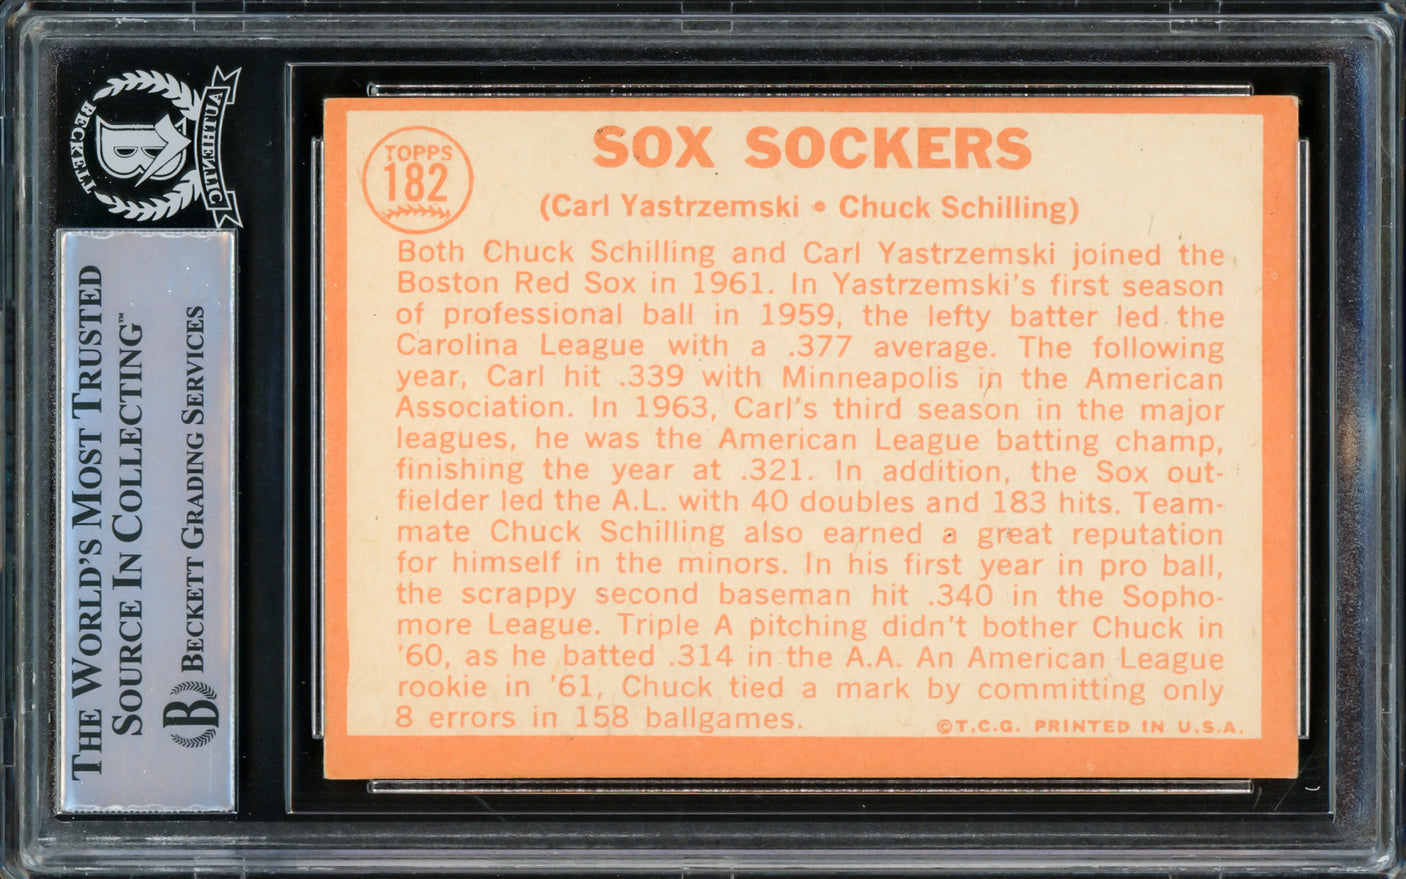 BECKETT
AUTHENTIC
B
THE WORLD'S MOST TRUSTED
SOURCE IN COLLECTING™
B BECKETT GRADING SERVICES
TOPPS
182
SOX SOCKERS
(Carl Yastrzemski • Chuck Schilling)
Both Chuck Schilling and Carl Yastrzemski joined the
Boston Red Sox in 1961. In Yastrzemski's first season
of professional ball in 1959, the lefty batter led the
Carolina League with a .377 average. The following
year, Carl hit .339 with Minneapolis in the American
Association. In 1963, Carl's third season in the major
leagues, he was the American League batting champ,
finishing the year at .321. In addition, the Sox out-
fielder led the A.L. with 40 doubles and 183 hits. Team-
mate Chuck Schilling also earned a great reputation
for himself in the minors. In his first year in pro ball,
the scrappy second baseman hit .340 in the Sopho-
more League. Triple A pitching didn't bother Chuck in
'60, as he batted .314 in the A.A. An American League
rookie in '61, Chuck tied a mark by committing only
8 errors in 158 ballgames.
©T.C.G. PRINTED IN U.S.A.